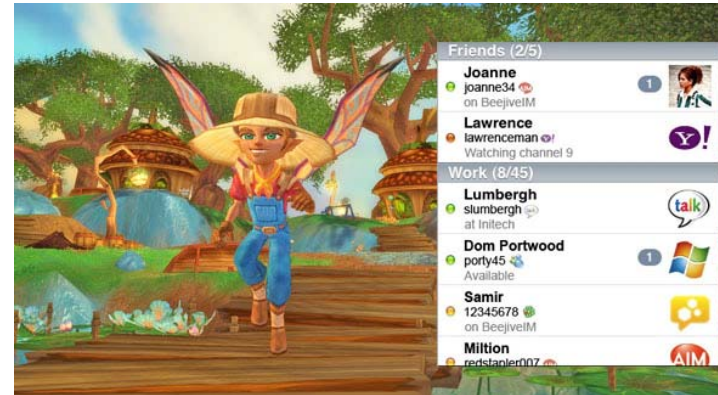 Friends (2/5)
Joanne
joanne34
on BeejiveIM
1
Lawrence
lawrenceman
Watching channel 9
Y!
Work (8/45)
Lumbergh
slumbergh
at Initech
talk
Dom Portwood
porty45
Available
1
Samir
12345678
on BeejiveIM
Miltion
redstapler007
AIM